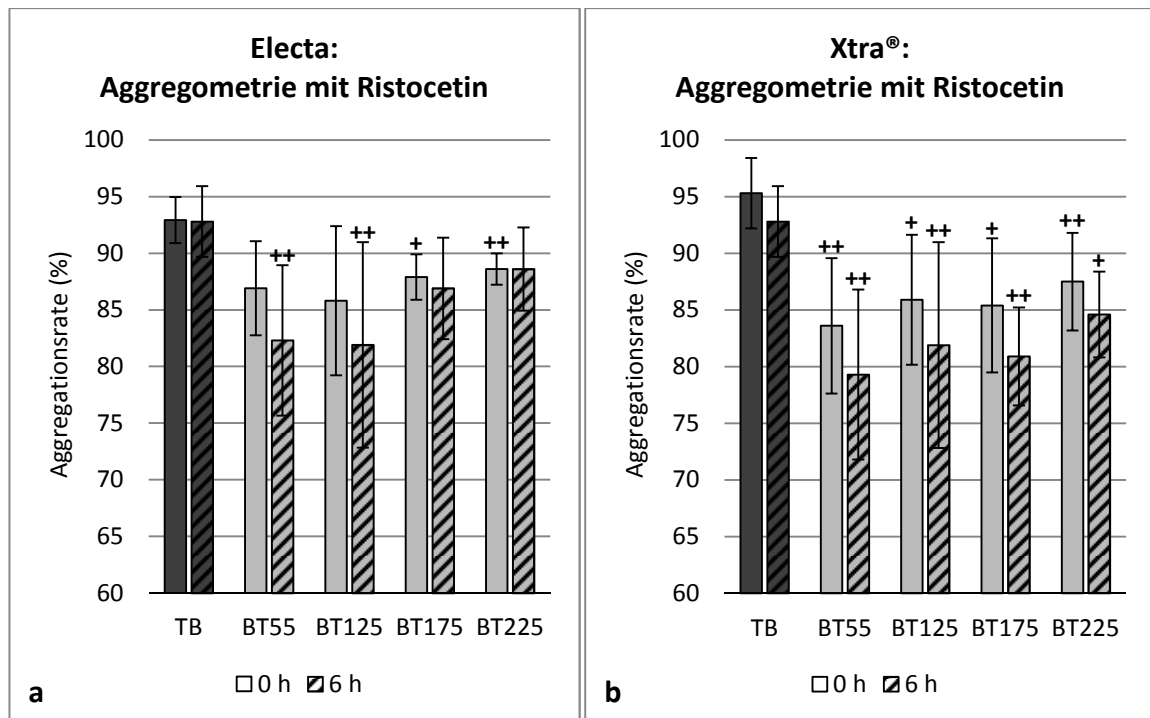 Electa:
Aggregometrie mit Ristocetin
Aggregationsrate (%)
100
95
90
85
80
75
70
65
60
++
++
+
++
TB BT55 BT125 BT175 BT225
0 h 6 h
a
Xtra®:
Aggregometrie mit Ristocetin
Aggregationsrate (%)
100
95
90
85
80
75
70
65
60
++
++
+
++
+
++
++
+
TB BT55 BT125 BT175 BT225
0 h 6 h
b